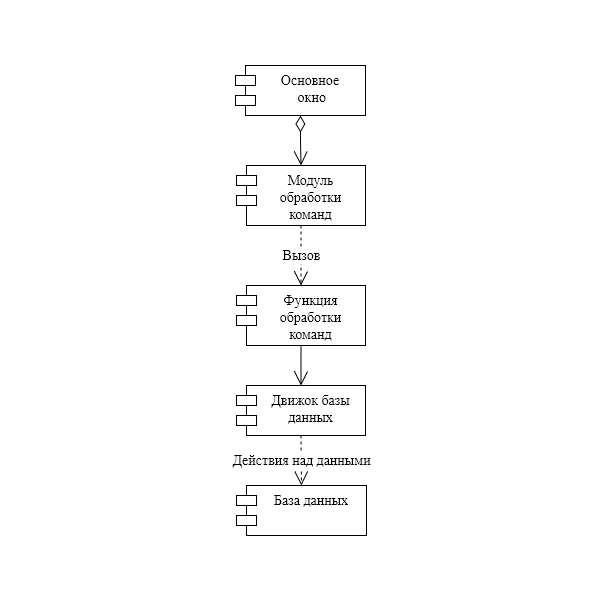 Основное
окно
Модуль
обработки
команд
Вызов
Функция
обработки
команд
Движок базы
данных
Действия над данными
База данных